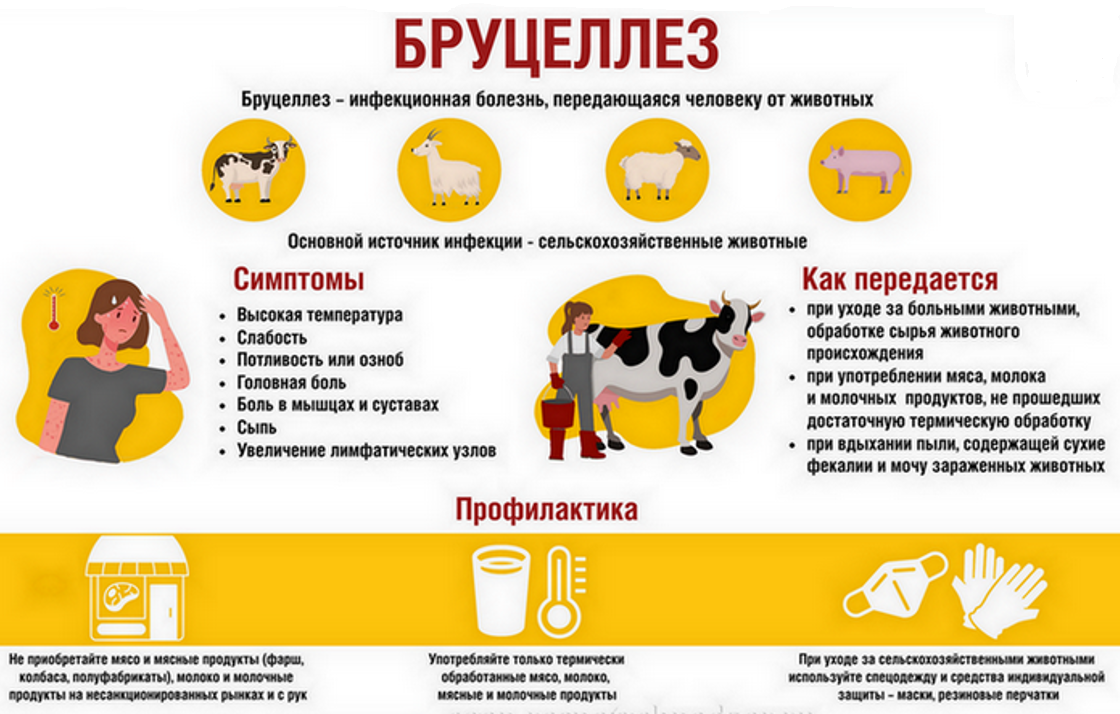 БРУЦЕЛЛЕЗ
Бруцеллез – инфекционная болезнь, передающаяся человеку от животных
Основной источник инфекции - сельскохозяйственные животные
Симптомы
• Высокая температура
• Слабость
• Потливость или озноб
• Головная боль
• Боль в мышцах и суставах
• Сыпь
• Увеличение лимфатических узлов
Как передается
• при уходе за больными животными,
обработке сырья животного
происхождения
• при употреблении мяса, молока
и молочных продуктов, не прошедших
достаточную термическую обработку
• при вдыхании пыли, содержащей сухие
фекалии и мочу зараженных животных
Профилактика
Не приобретайте мясо и мясные продукты (фарш,
колбаса, полуфабрикаты), молоко и молочные
продукты на несанкционированных рынках и с рук
Употребляйте только термически
обработанные мясо, молоко,
мясные и молочные продукты
При уходе за сельскохозяйственными животными
используйте спецодежду и средства индивидуальной
защиты – маски, резиновые перчатки